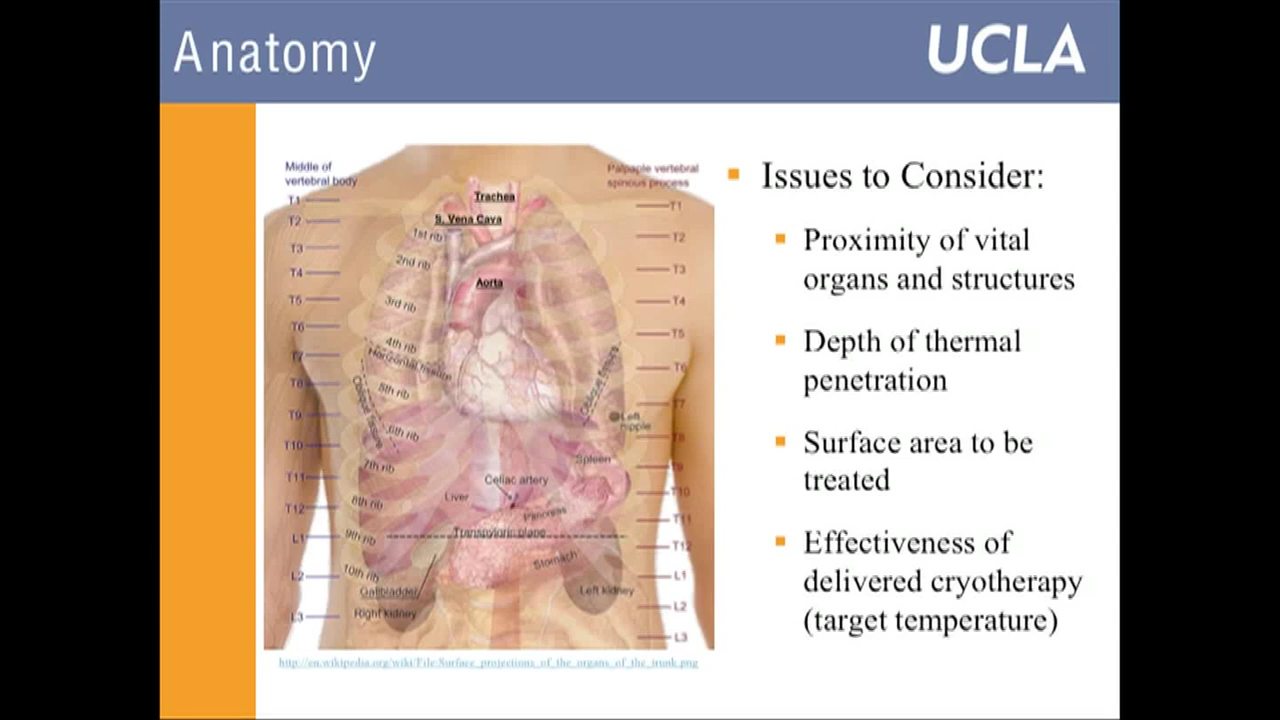 Anatomy
UCLA
Middle of
vertebral body
T1
T2
T3
T4
T5
T6
T7
T8
T9
T10
T11
T12
L1
L2
L3
Palpaple vertebral
spinous process
T1
T2
T3
T4
T5
T6
T7
T8
T9
T10
T11
T12
L1
L2
L3
Trachea
S. Vena Cava
1st rib
2nd rib
Aorta
3rd rib
4th rib
Horizontal fissure
5th rib
Oblique fissure
Oblique fissure
Left
nipple
6th rib
7th rib
Spleen
Celiac artery
Liver
8th rib
Pancreas
9th rib
Transpyloric plane
Stomach
10th rib
Gallbladder
Left kidney
Right kidney
http://en.wikipedia.org/wiki/File:Surface_projections_of_the_organs_of_the_trunk.png
Issues to Consider:
Proximity of vital
organs and structures
Depth of thermal
penetration
Surface area to be
treated
Effectiveness of
delivered cryotherapy
(target temperature)